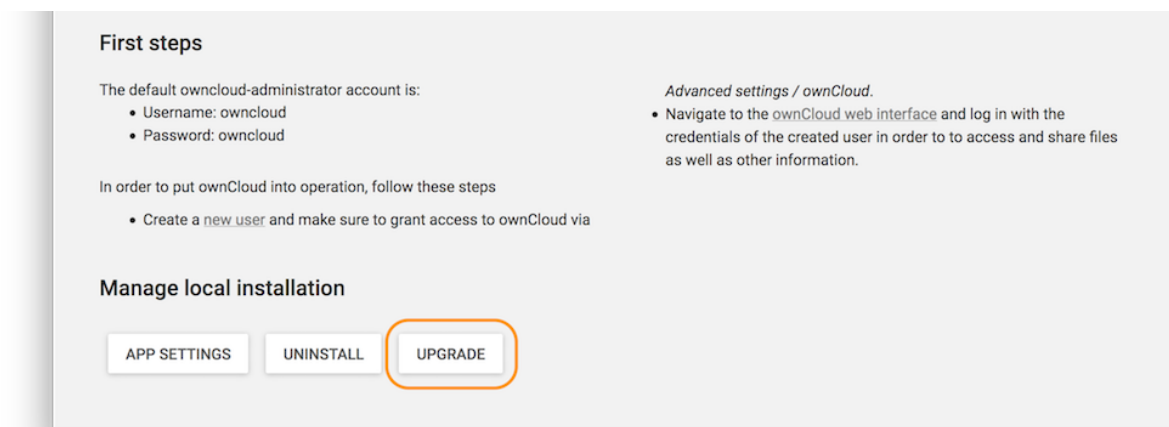 First steps
The default owncloud-administrator account is:
• Username: owncloud
• Password: owncloud
In order to put ownCloud into operation, follow these steps
• Create a new user and make sure to grant access to ownCloud via
Advanced settings / ownCloud.
• Navigate to the ownCloud web interface and log in with the
credentials of the created user in order to to access and share files
as well as other information.
Manage local installation
APP SETTINGS
UNINSTALL
UPGRADE